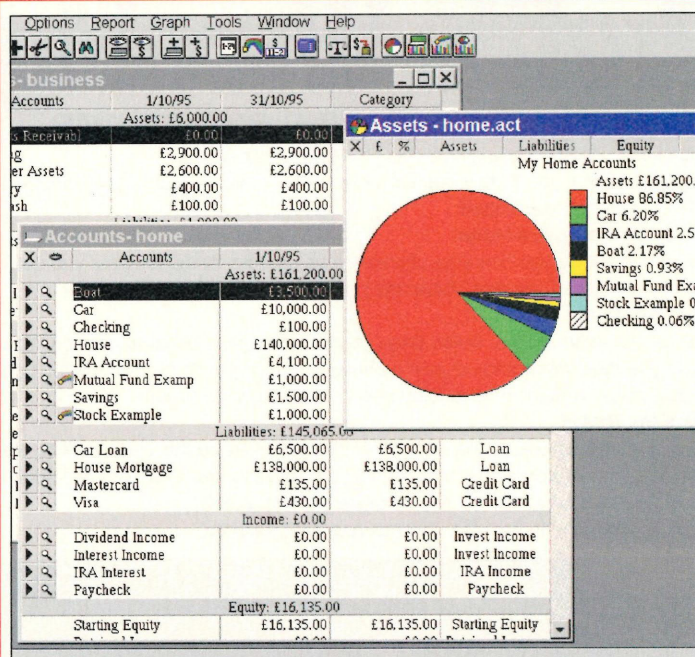 Options Report Graph Tools Window Help
s- business
Accounts 1/10/95 31/10/95 Category
Assets: £6,000.00
s Receivabl £0.00 £0.00
g £2,900.00 £2,900.00
er Assets £2,600.00 £2,600.00
y £400.00 £400.00
sh £100.00 £100.00
Accounts- home
X Accounts 1/10/95
Assets: £161,200.00
Boat £3,500.00
Car £10,000.00
Checking £100.00
House £140,000.00
IRA Account £4,100.00
Mutual Fund Examp £1,000.00
Savings £1,500.00
Stock Example £1,000.00
Liabilities: £145,065.00
Car Loan £6,500.00 £6,500.00 Loan
House Mortgage £138,000.00 £138,000.00 Loan
Mastercard £135.00 £135.00 Credit Card
Visa £430.00 £430.00 Credit Card
Income: £0.00
Dividend Income £0.00 £0.00 Invest Income
Interest Income £0.00 £0.00 Invest Income
IRA Interest £0.00 £0.00 IRA Income
Paycheck £0.00 £0.00 Paycheck
Equity: £16,135.00
Starting Equity £16,135.00 £16,135.00 Starting Equity
Assets - home.act
X £ % Assets Liabilities Equity
My Home Accounts
Assets £161,200.
House 86.85%
Car 6.20%
IRA Account 2.5
Boat 2.17%
Savings 0.93%
Mutual Fund Exa
Stock Example 0
Checking 0.06%